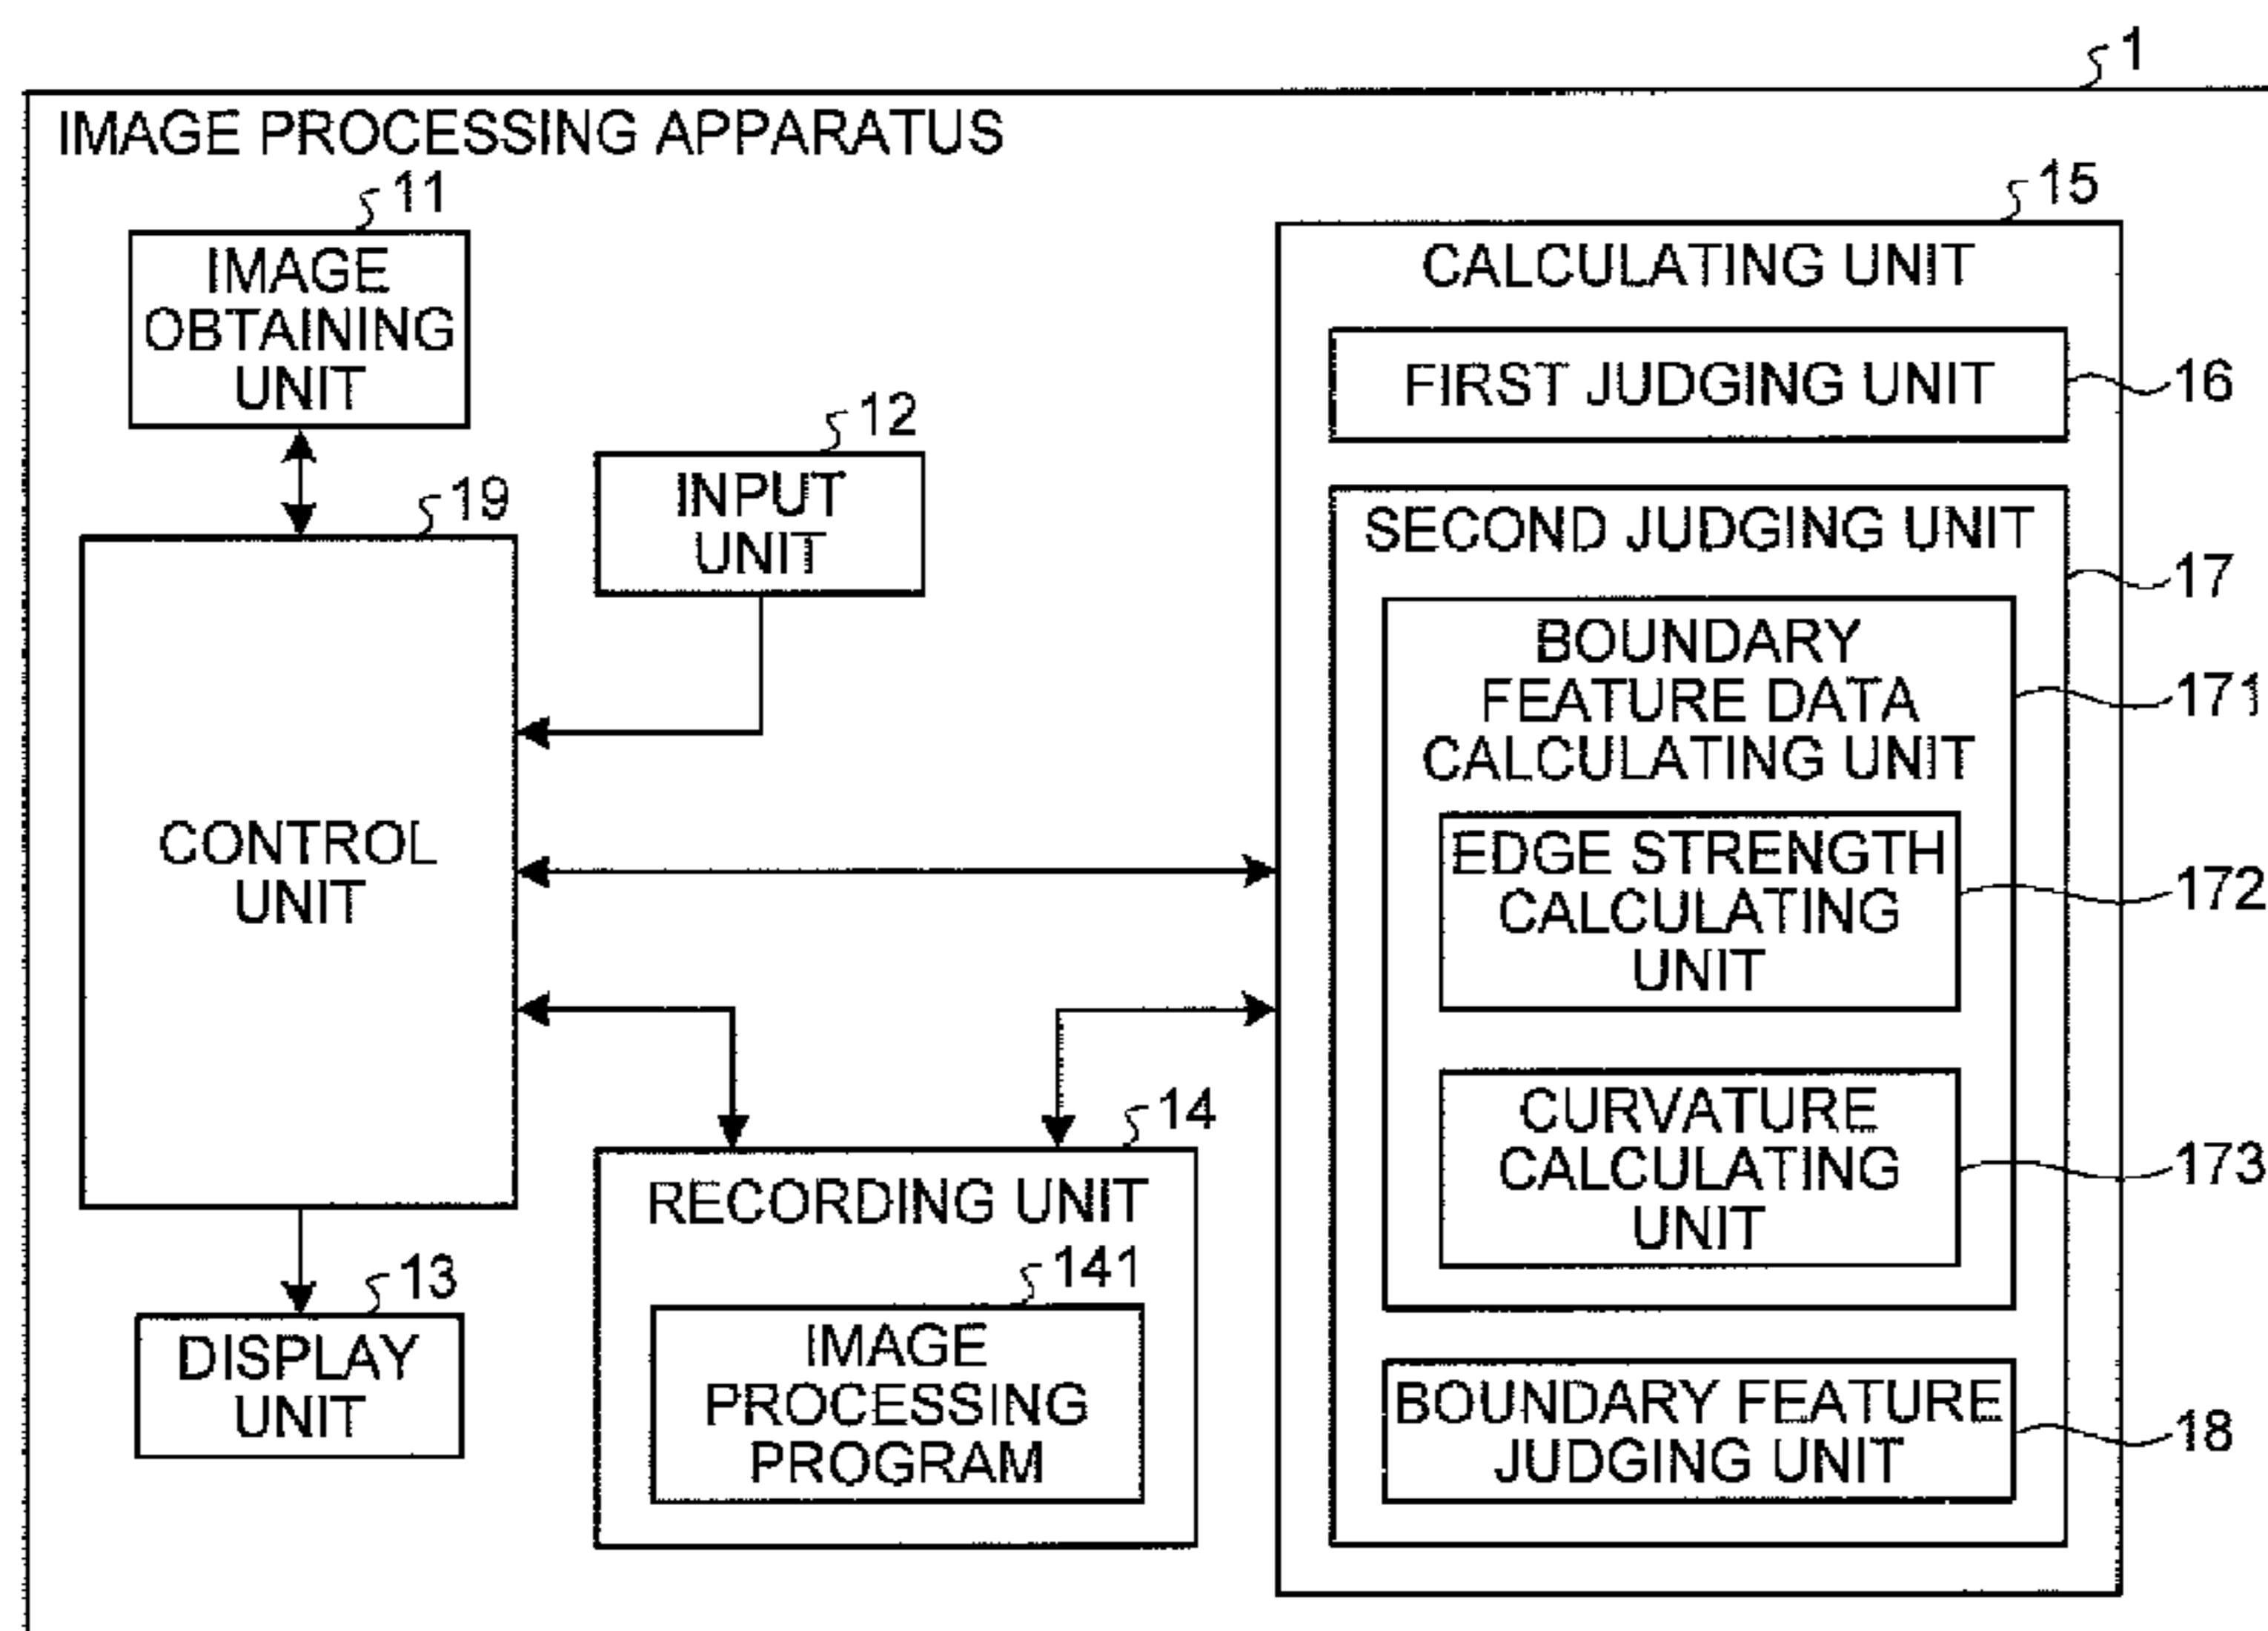 1
IMAGE PROCESSING APPARATUS
11
IMAGE
OBTAINING
UNIT
12
INPUT
UNIT
19
CONTROL
UNIT
13
DISPLAY
UNIT
14
RECORDING UNIT
141
IMAGE
PROCESSING
PROGRAM
15
CALCULATING UNIT
FIRST JUDGING UNIT
16
SECOND JUDGING UNIT
17
BOUNDARY
FEATURE DATA
CALCULATING UNIT
171
EDGE STRENGTH
CALCULATING
UNIT
172
CURVATURE
CALCULATING
UNIT
173
BOUNDARY FEATURE
JUDGING UNIT
18